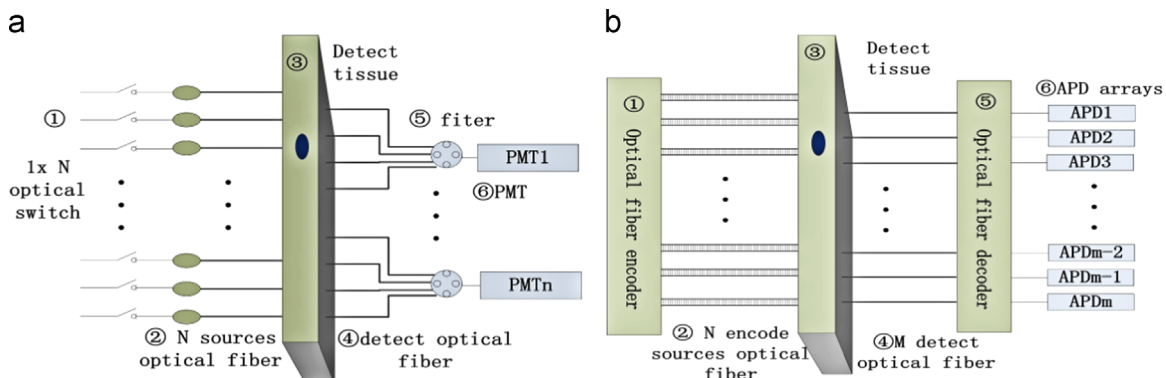 a
③
Detect
tissue
①
1x N
optical
switch
⑤ fiter
PMT1
⑥PMT
PMTn
② N sources
optical fiber
④detect optical
fiber
b
③
Detect
tissue
①
Optical fiber encoder
⑤
Optical fiber decoder
⑥APD arrays
APD1
APD2
APD3
APDm-2
APDm-1
APDm
② N encode
sources optical
fiber
④M detect
optical fiber